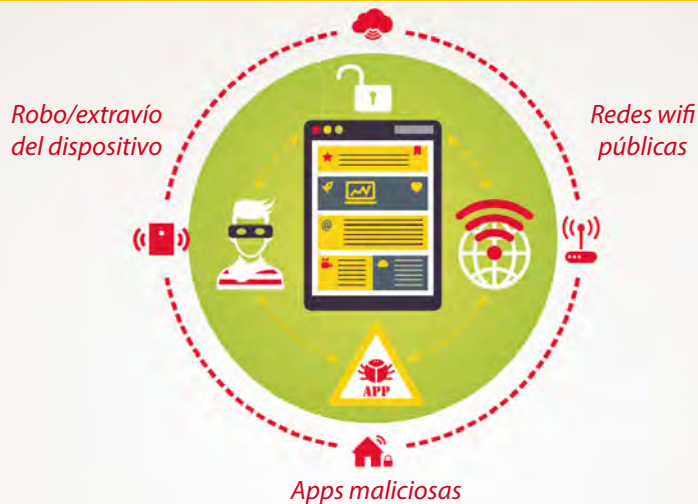 Robo/extravío
del dispositivo
Redes wifi
públicas
@
APP
Apps maliciosas